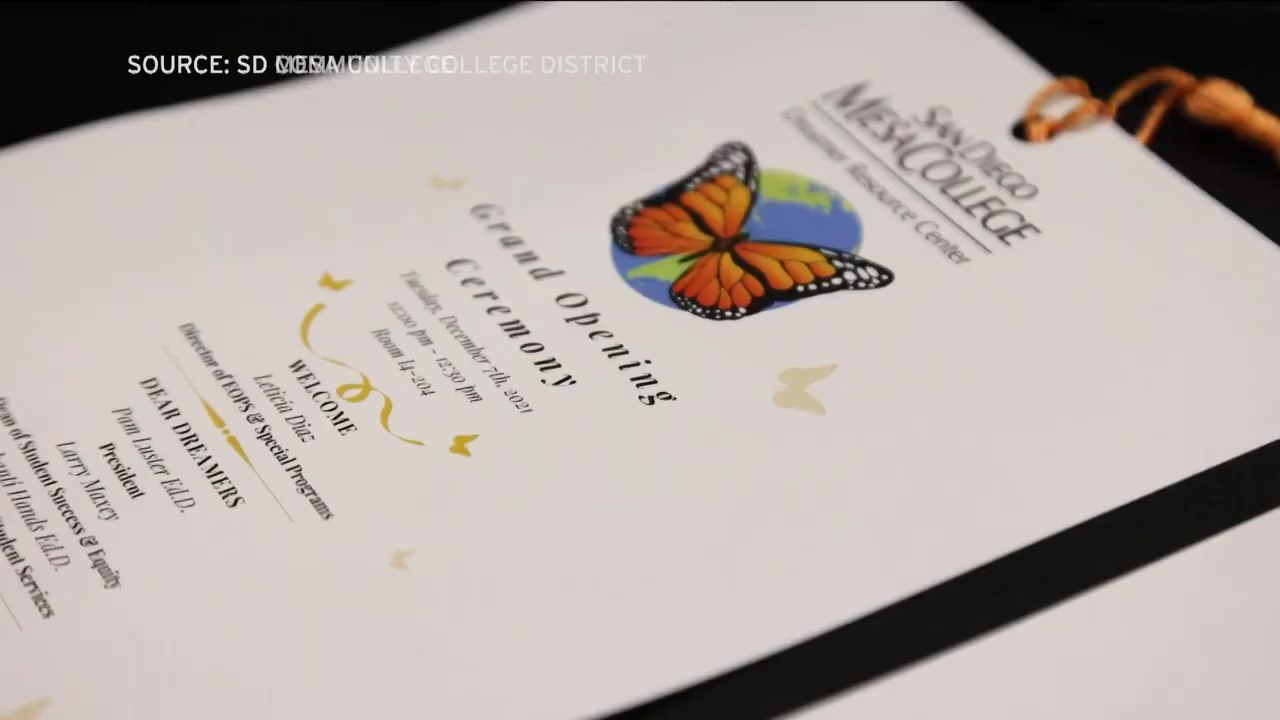 SOURCE: SD
COLLEGE DISTRICT
SAN DIEGO
MESA COLLEGE
Dreamer Resource Center
Grand Opening
Ceremony
Tuesday, December 7th, 2021
12:00 pm - 12:30 pm
Room I4-204
WELCOME
Leticia Diaz
Director of EOPS & Special Programs
DEAR DREAMERS
Pam Luster Ed.D.
President
Larry Maxey
of Student Success & Equity
Hands Ed.D.
Student Services